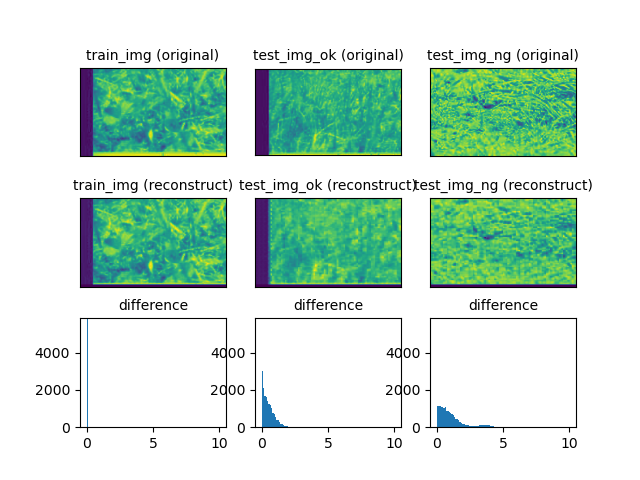 train_img (original) test_img_ok (original) test_img_ng (original)
train_img (reconstruct) test_img_ok (reconstruct) test_img_ng (reconstruct)
difference difference difference
4000 4000 4000
2000 2000 2000
0 0 0
0 5 10 0 5 10 0 5 10